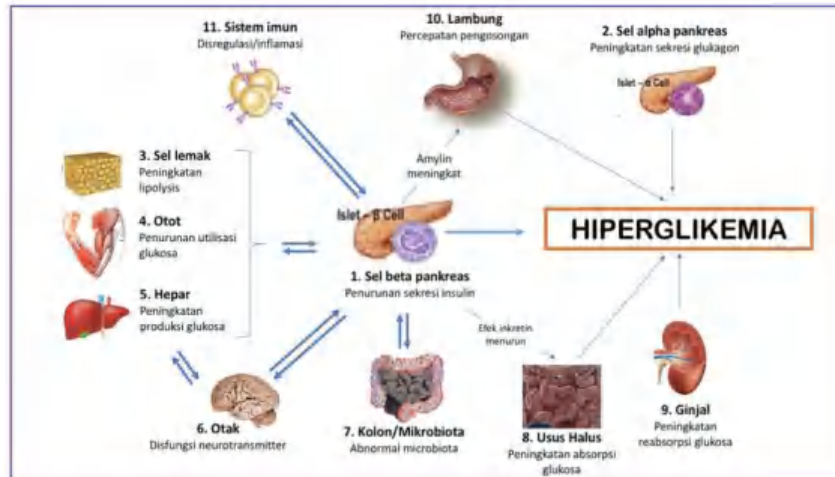 11. Sistem imun
Disregulasi/inflamasi
10. Lambung
Percepatan pengosongan
2. Sel alpha pankreas
Peningkatan sekresi glukagon
Islet – β Cell
3. Sel lemak
Peningkatan
lipolysis
4. Otot
Penurunan utilisasi
glukosa
5. Hepar
Peningkatan
produksi glukosa
Amylin
meningkat
Islet – β Cell
HIPERGLIKEMIA
1. Sel beta pankreas
Penurunan sekresi insulin
Efek inkretin
menurun
6. Otak
Disfungsi neurotransmitter
7. Kolon/Mikrobiota
Abnormal microbiota
8. Usus Halus
Peningkatan absorpsi
glukosa
9. Ginjal
Peningkatan
reabsorpsi glukosa